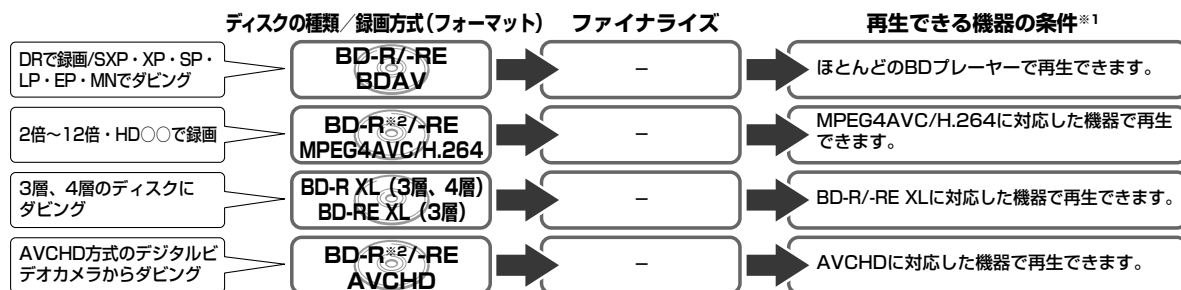 ディスクの種類／録画方式（フォーマット）
ファイナライズ
再生できる機器の条件※1
DRで録画/SXP・XP・SP・
LP・EP・MNでダビング
BD-R/-RE
BDAV
–
ほとんどのBDプレーヤーで再生できます。
2倍～12倍・HD○○で録画
BD-R※2/-RE
MPEG4AVC/H.264
–
MPEG4AVC/H.264に対応した機器で再生
できます。
3層、4層のディスクに
ダビング
BD-R XL（3層、4層）
BD-RE XL（3層）
–
BD-R/-RE XLに対応した機器で再生できます。
AVCHD方式のデジタルビ
デオカメラからダビング
BD-R※2/-RE
AVCHD
–
AVCHDに対応した機器で再生できます。